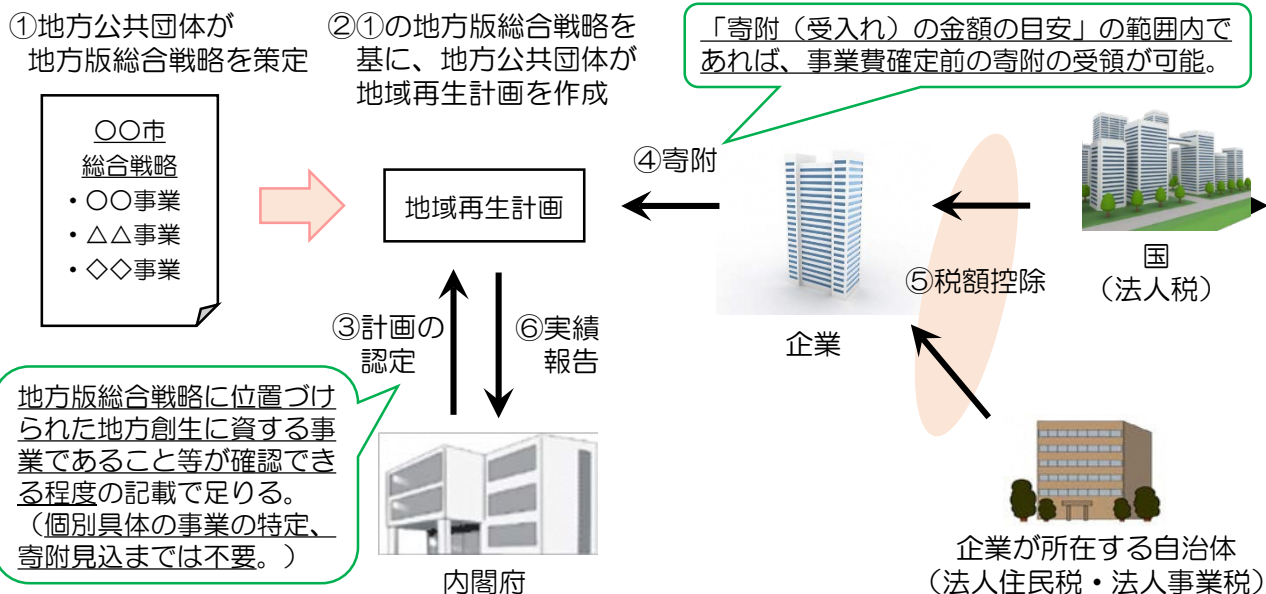 ①地方公共団体が
地方版総合戦略を策定
②①の地方版総合戦略を
基に、地方公共団体が
地域再生計画を作成
「寄附（受入れ）の金額の目安」の範囲内で
あれば、事業費確定前の寄附の受領が可能。
〇〇市
総合戦略
・〇〇事業
・△△事業
・◇◇事業
地域再生計画
④寄附
企業
⑤税額控除
国
（法人税）
③計画の
認定
⑥実績
報告
地方版総合戦略に位置づけ
られた地方創生に資する事
業であること等が確認でき
る程度の記載で足りる。
（個別具体の事業の特定、
寄附見込までは不要。）
内閣府
企業が所在する自治体
（法人住民税・法人事業税）